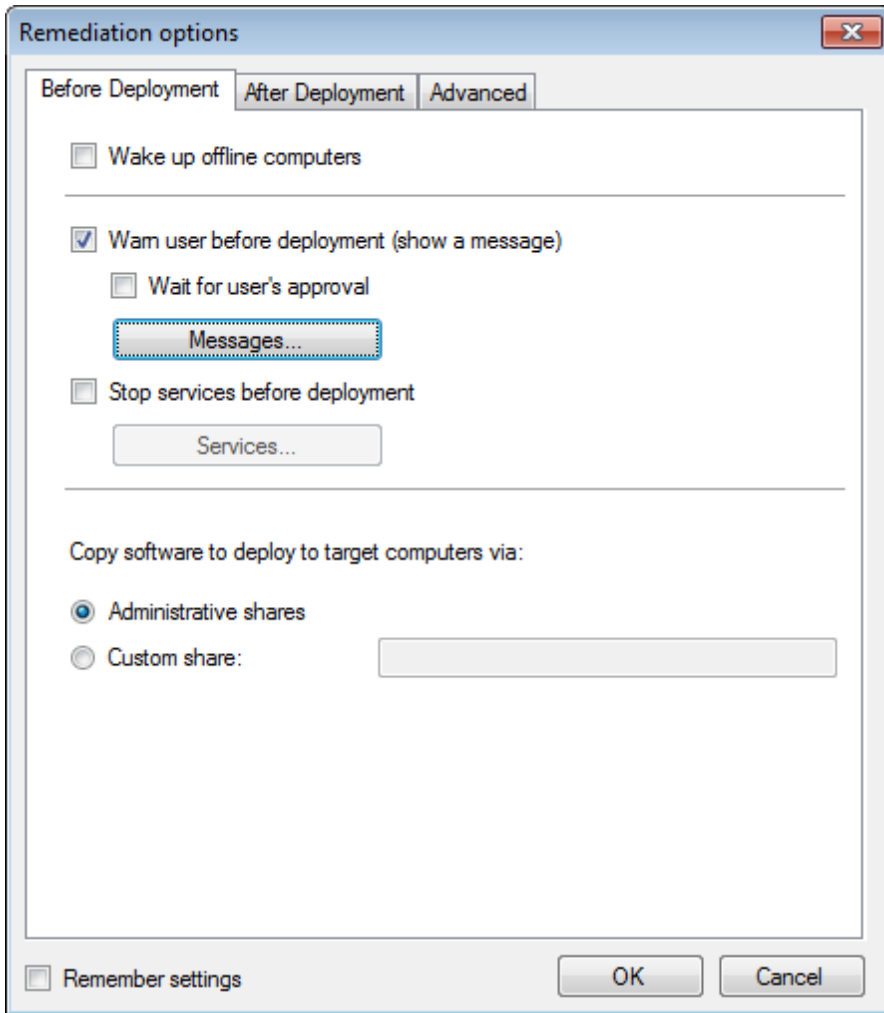 Remediation options
Before Deployment After Deployment Advanced
Wake up offline computers
Warn user before deployment (show a message)
Wait for user's approval
Messages...
Stop services before deployment
Services...
Copy software to deploy to target computers via:
Administrative shares
Custom share:
Remember settings OK Cancel